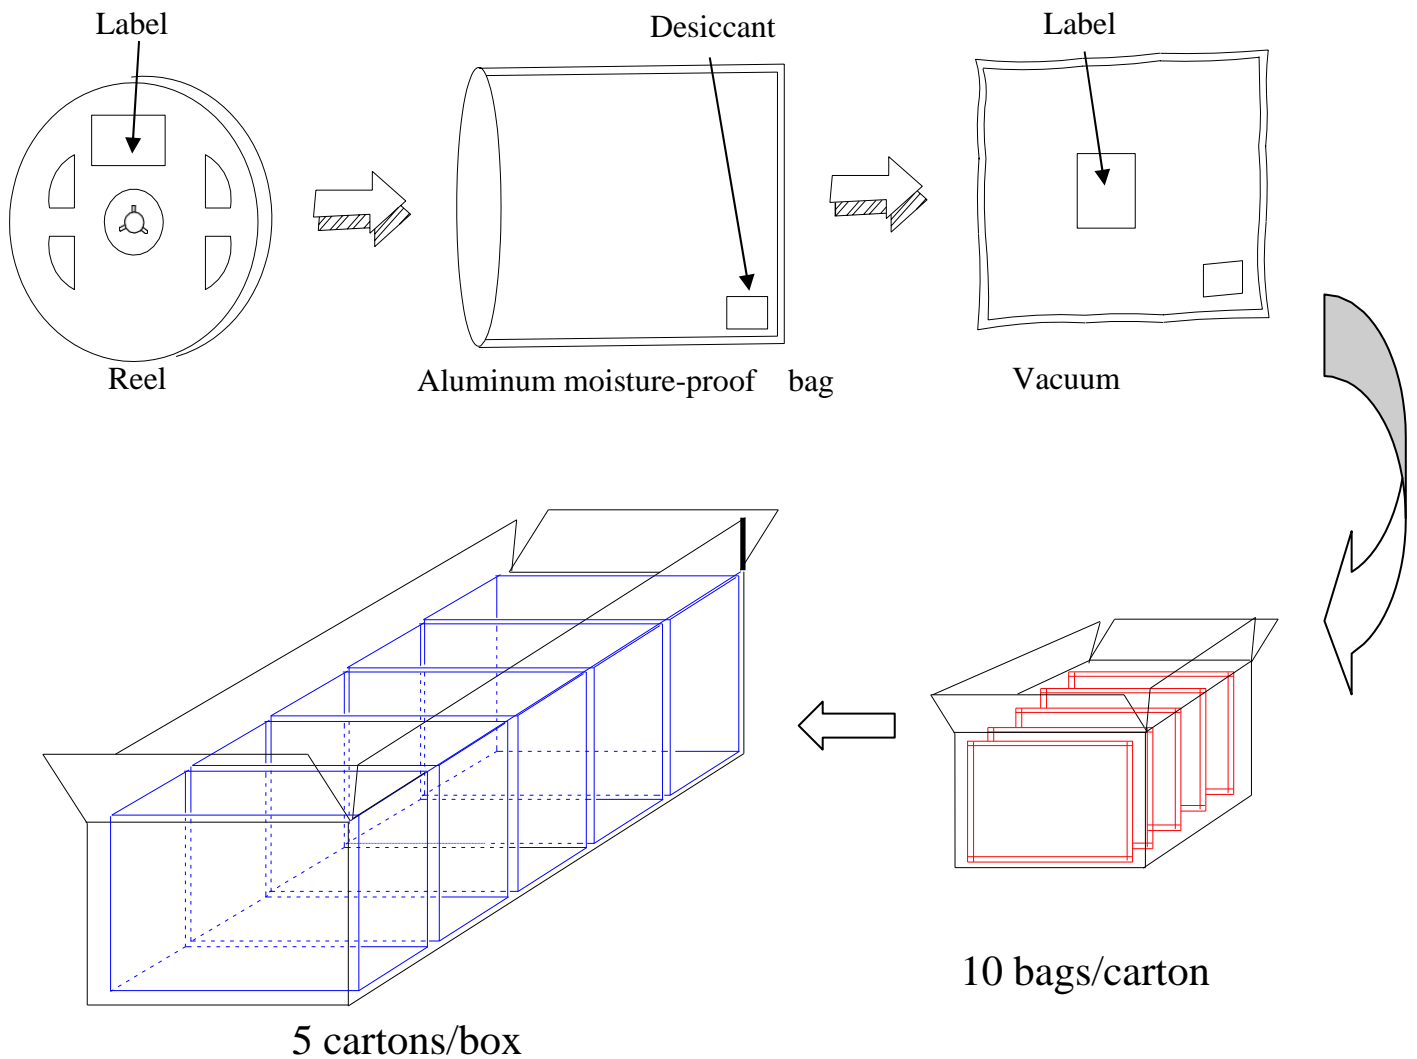 Label
Desiccant
Label
Reel
Aluminum moisture-proof bag
Vacuum
10 bags/carton
5 cartons/box